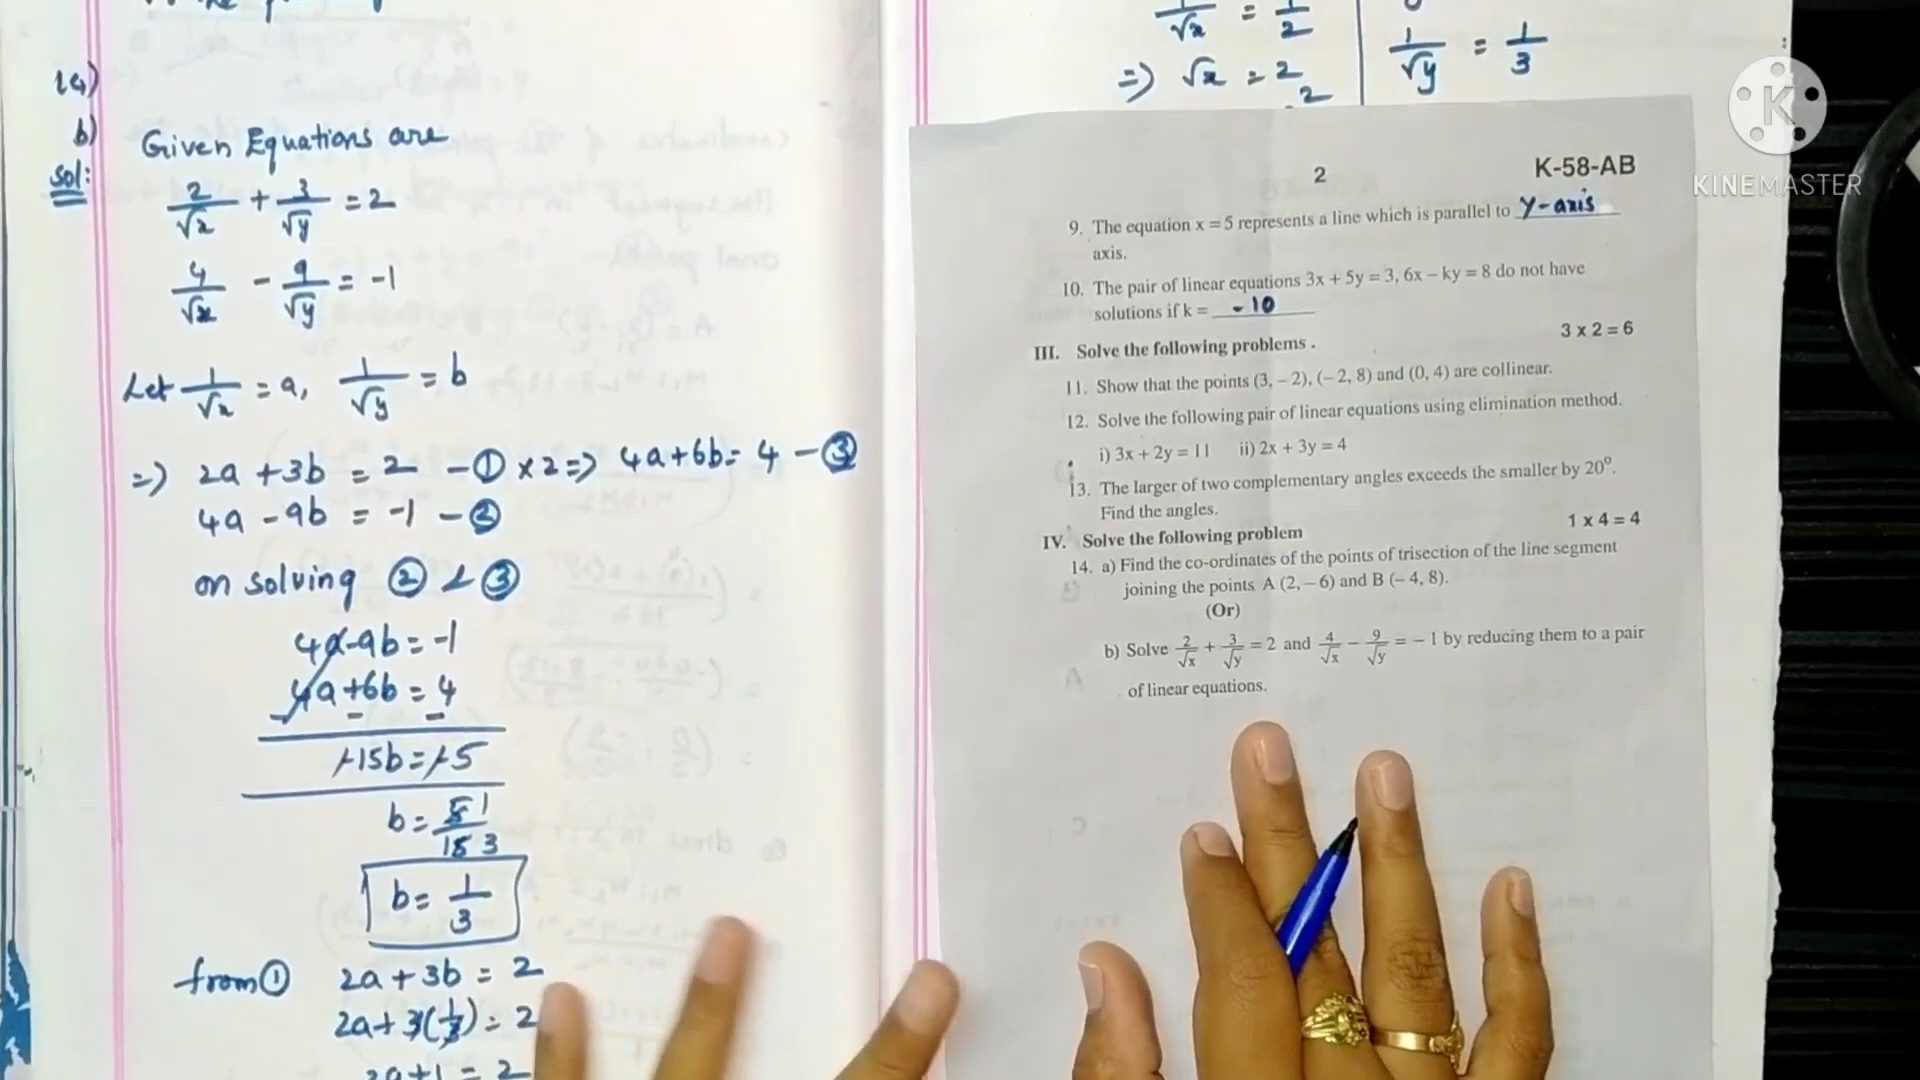 14)
b) Given Equations are
Sol:
2/√x + 3/√y = 2
4/√x - 9/√y = -1
Let 1/√x = a, 1/√y = b
=> 2a + 3b = 2 - ① × 2 => 4a + 6b = 4 - ③
4a - 9b = -1 - ②
on solving ② & ③
4a - 9b = -1
4a + 6b = 4
- - -
-15b = -5
b = 5/15 1/3
b = 1/3
from ① 2a + 3b = 2
2a + 3(1/3) = 2
2a + 1 = 2
1/√x = 1/2
=> √x = 2
1/√y = 1/3
KINEMASTER
2
K-58-AB
9. The equation x = 5 represents a line which is parallel to Y-axis
axis.
10. The pair of linear equations 3x + 5y = 3, 6x – ky = 8 do not have
solutions if k = -10
3 x 2 = 6
III. Solve the following problems .
11. Show that the points (3, – 2), (– 2, 8) and (0, 4) are collinear.
12. Solve the following pair of linear equations using elimination method.
i) 3x + 2y = 11 ii) 2x + 3y = 4
13. The larger of two complementary angles exceeds the smaller by 20°.
Find the angles.
1 x 4 = 4
IV. Solve the following problem
14. a) Find the co-ordinates of the points of trisection of the line segment
joining the points A (2, – 6) and B (– 4, 8).
(Or)
b) Solve 2/√x + 3/√y = 2 and 4/√x – 9/√y = – 1 by reducing them to a pair
of linear equations.